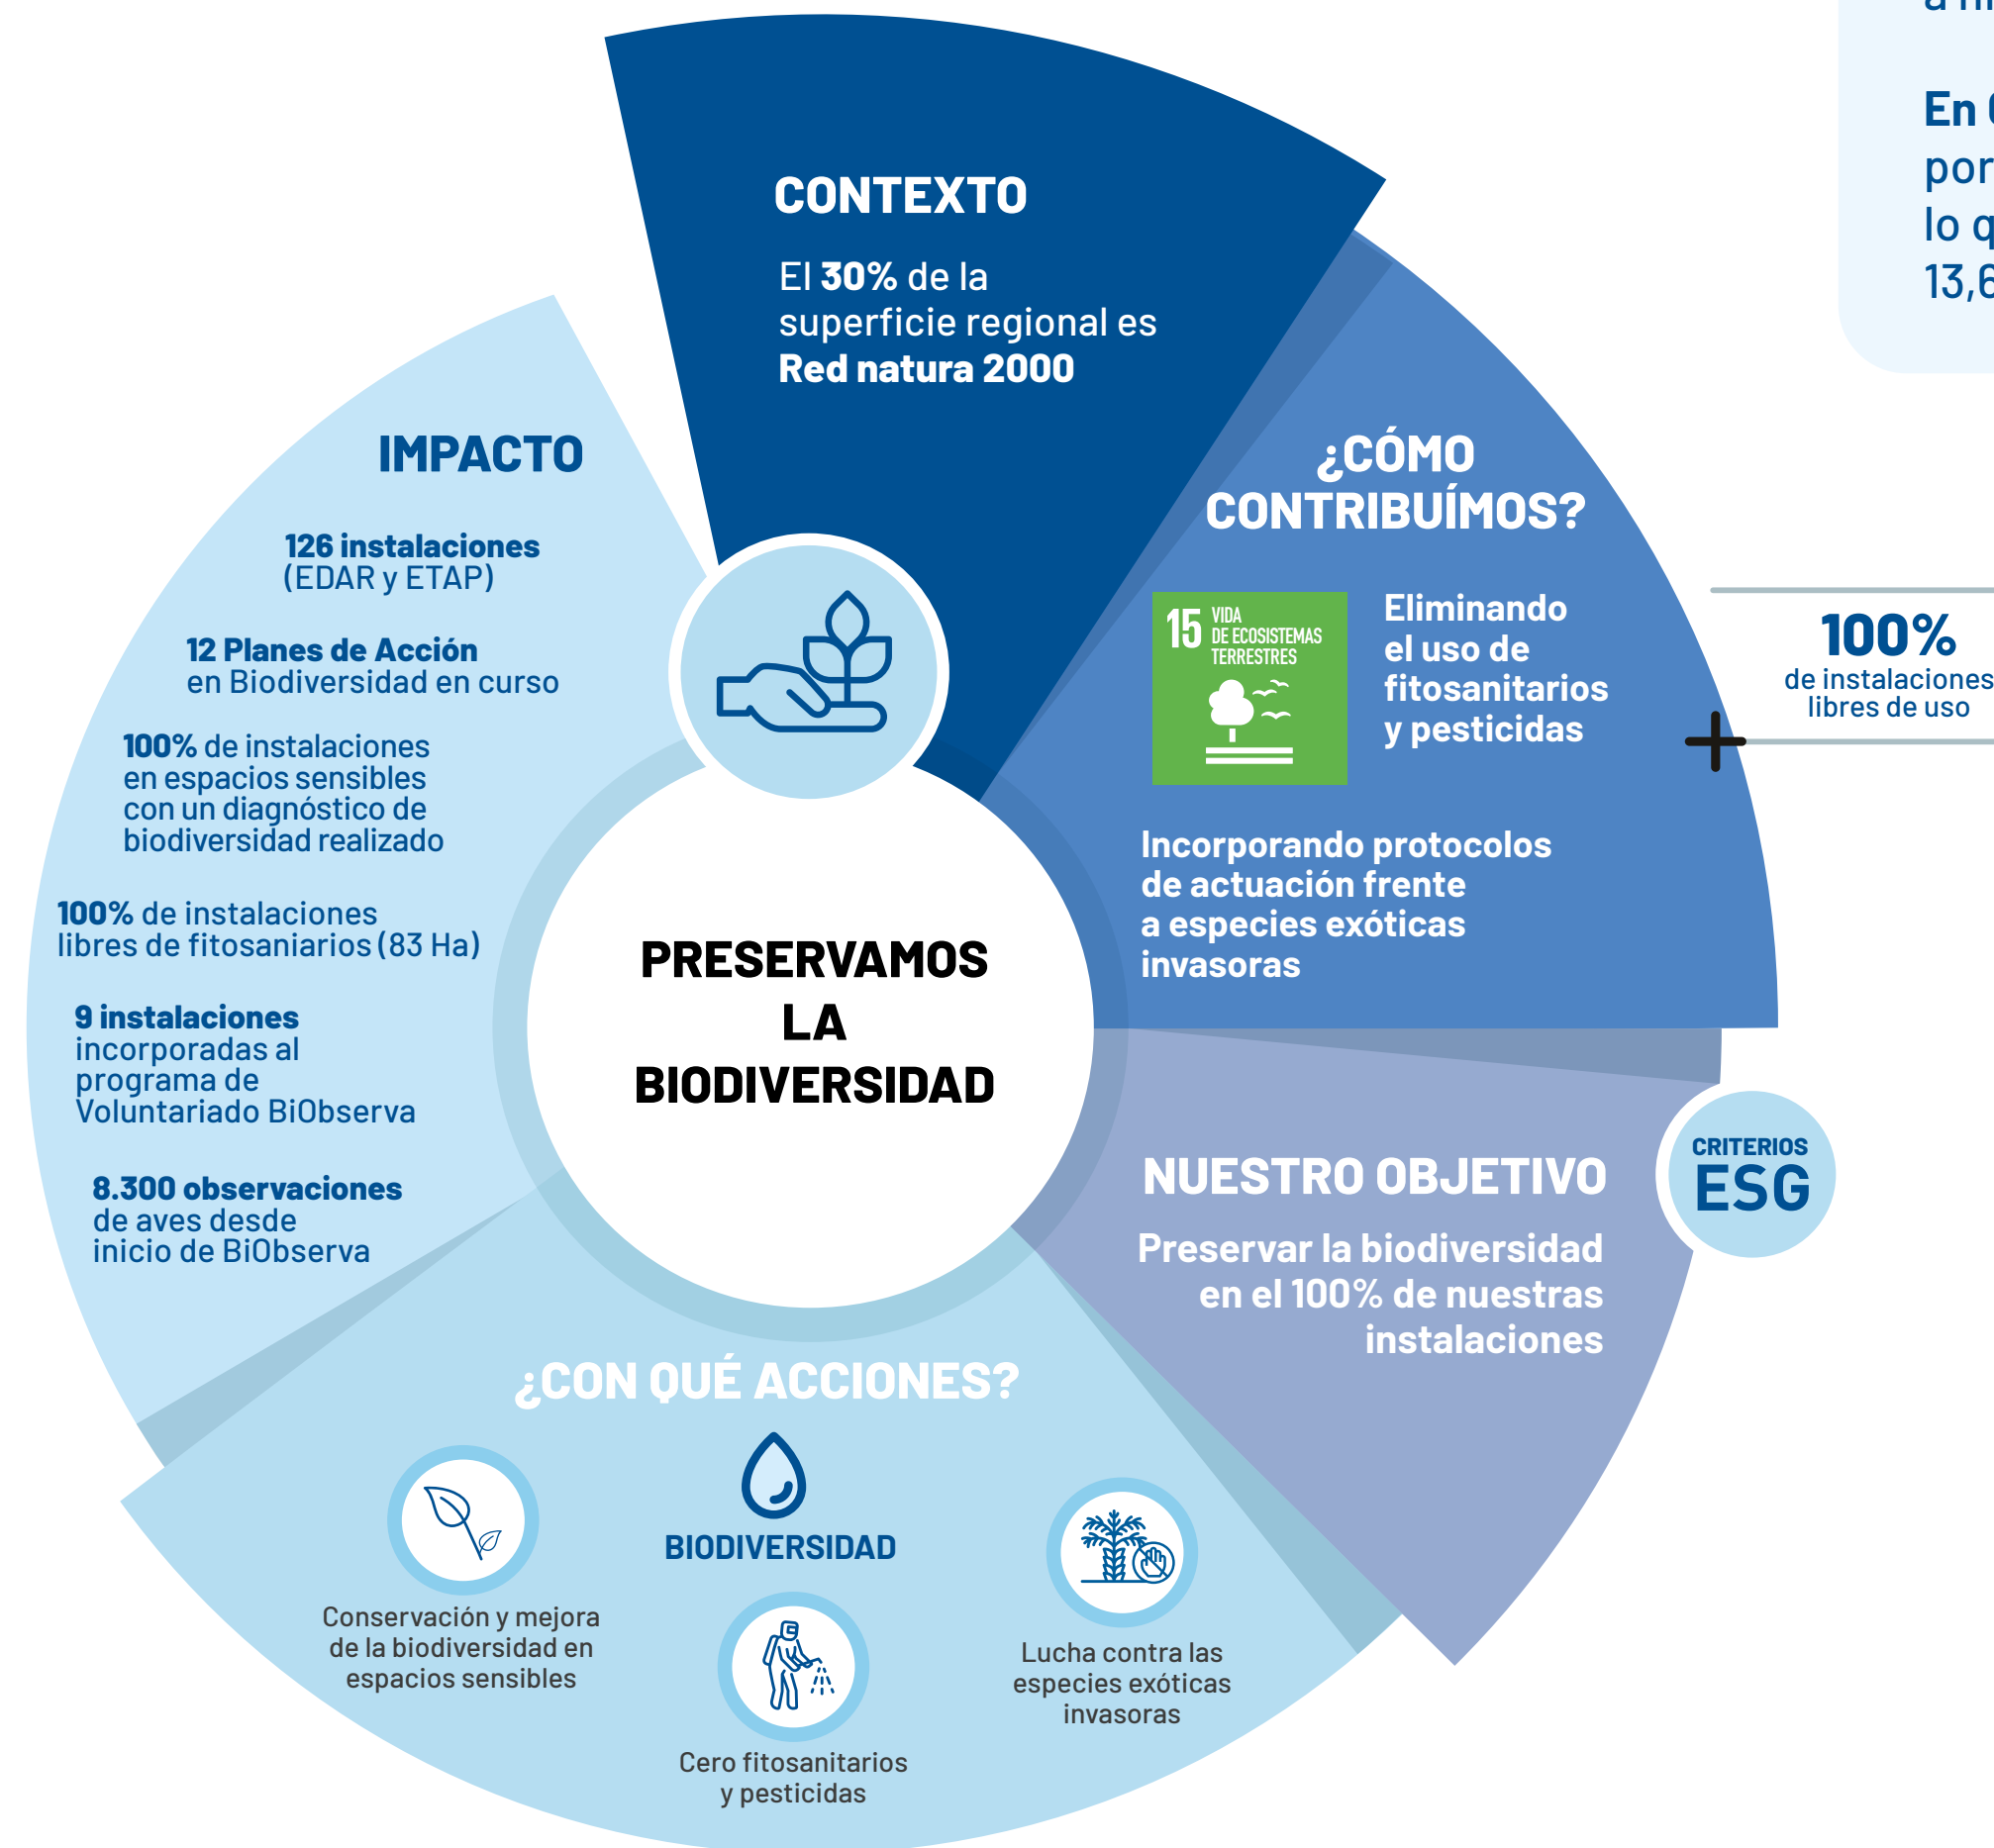 CONTEXTO
El 30% de la
superficie regional es
Red natura 2000
¿CÓMO
CONTRIBUÍMOS?
15 VIDA
DE ECOSISTEMAS
TERRESTRES
Eliminando
el uso de
fitosanitarios
y pesticidas
Incorporando protocolos
de actuación frente
a especies exóticas
invasoras
100%
de instalaciones
libres de uso
NUESTRO OBJETIVO
Preservar la biodiversidad
en el 100% de nuestras
instalaciones
CRITERIOS
ESG
¿CON QUÉ ACCIONES?
BIODIVERSIDAD
Conservación y mejora
de la biodiversidad en
espacios sensibles
Cero fitosanitarios
y pesticidas
Lucha contra las
especies exóticas
invasoras
IMPACTO
126 instalaciones
(EDAR y ETAP)
12 Planes de Acción
en Biodiversidad en curso
100% de instalaciones
en espacios sensibles
con un diagnóstico de
biodiversidad realizado
100% de instalaciones
libres de fitosaniarios (83 Ha)
9 instalaciones
incorporadas al
programa de
Voluntariado BiObserva
8.300 observaciones
de aves desde
inicio de BiObserva
PRESERVAMOS
LA
BIODIVERSIDAD
En
por
lo